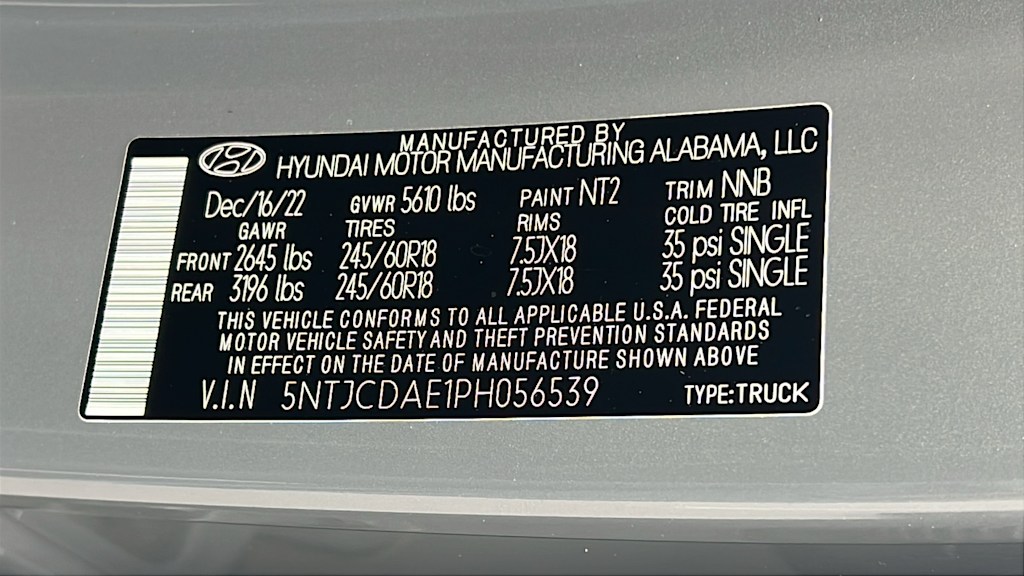 MANUFACTURED BY
HYUNDAI MOTOR MANUFACTURING ALABAMA, LLC
Dec/16/22 GVWR 5610 lbs PAINT NT2 TRIM NNB
GAWR TIRES RIMS COLD TIRE INFL
FRONT 2645 lbs 245/60R18 7.5JX18 35 psi SINGLE
REAR 3196 lbs 245/60R18 7.5JX18 35 psi SINGLE
THIS VEHICLE CONFORMS TO ALL APPLICABLE U.S.A. FEDERAL
MOTOR VEHICLE SAFETY AND THEFT PREVENTION STANDARDS
IN EFFECT ON THE DATE OF MANUFACTURE SHOWN ABOVE
V.I.N 5NTJCDAE1PH056539 TYPE:TRUCK